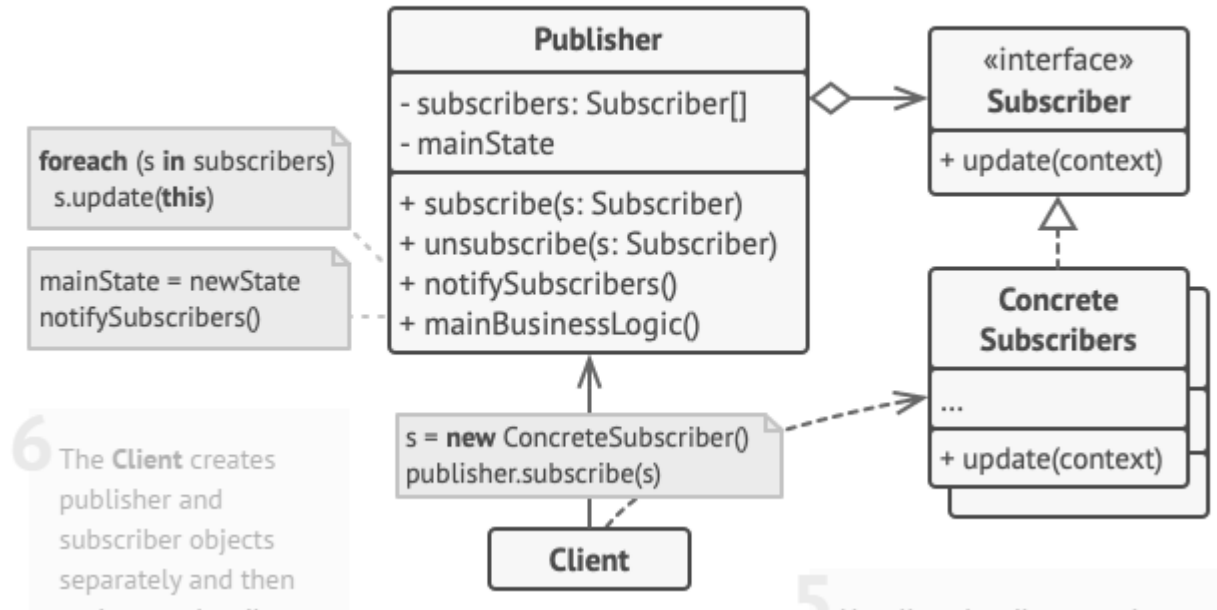 Publisher
- subscribers: Subscriber[]
- mainState
+ subscribe(s: Subscriber)
+ unsubscribe(s: Subscriber)
+ notifySubscribers()
+ mainBusinessLogic()
«interface»
Subscriber
+ update(context)
foreach (s in subscribers)
s.update(this)
mainState = newState
notifySubscribers()
Concrete
Subscribers
...
+ update(context)
s = new ConcreteSubscriber()
publisher.subscribe(s)
Client
6
The Client creates
publisher and
subscriber objects
separately and then
5